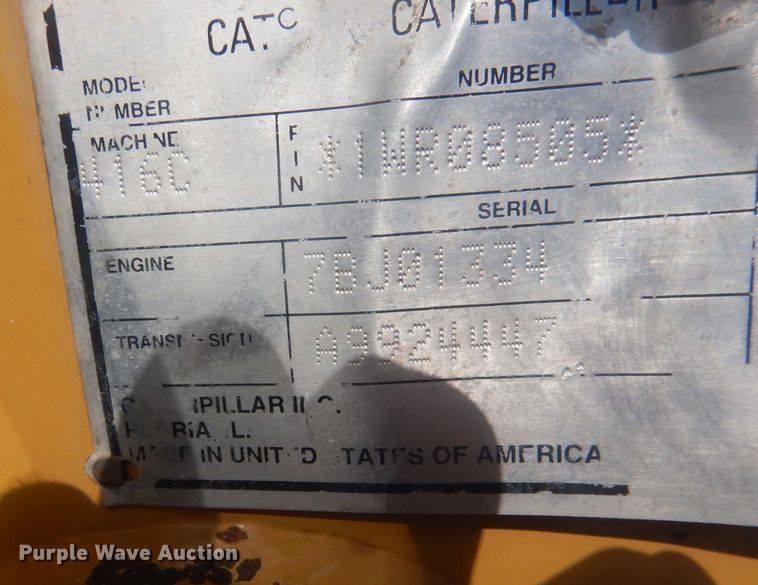 CAT CATERPILLAR
MODEL NUMBER
NUMBER
MACHINE
416C
PIN
*1WR08505*
SERIAL
ENGINE 7BJ01334
TRANSMISSION A9924447
CATERPILLAR INC.
PEORIA IL.
MADE IN UNITED STATES OF AMERICA
Purple Wave Auction